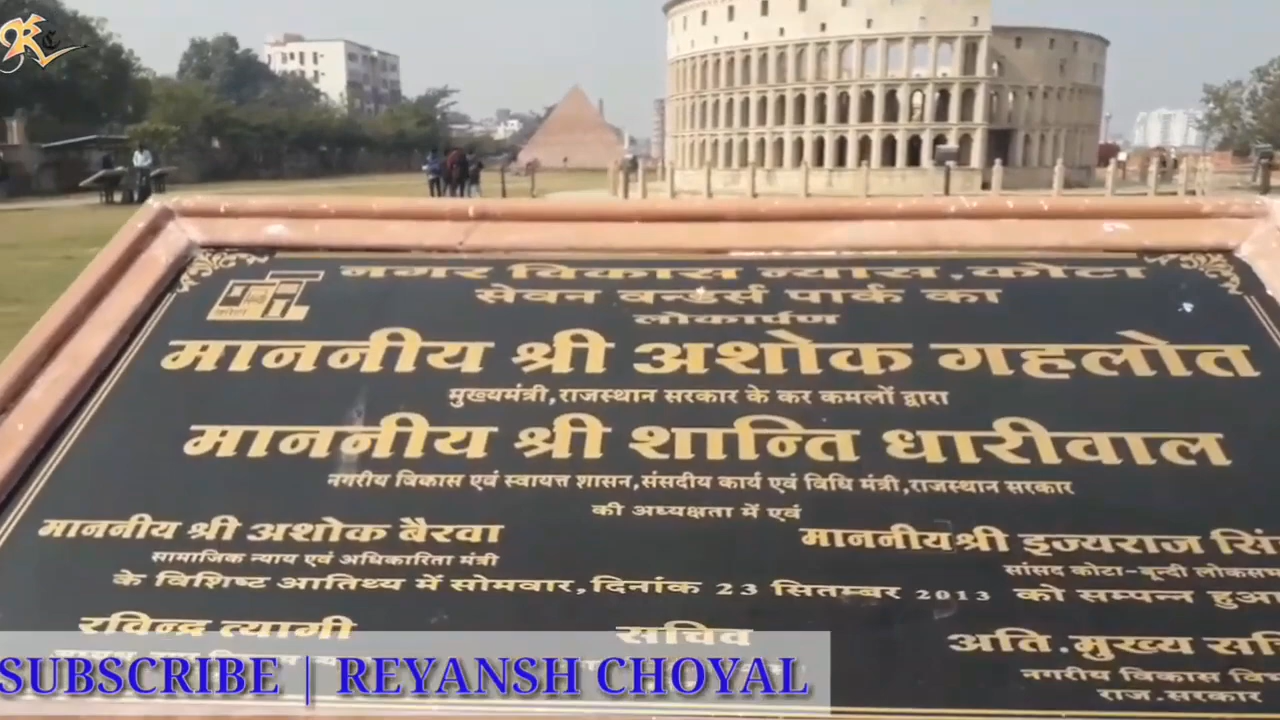 नगर विकास न्यास, कोटा
सेवन वन्डर्स पार्क का
लोकार्पण
माननीय श्री अशोक गहलोत
मुख्यमंत्री,राजस्थान सरकार के कर कमलों द्वारा
माननीय श्री शान्ति धारीवाल
नगरीय विकास एवं स्वायत्त शासन,संसदीय कार्य एवं विधि मंत्री,राजस्थान सरकार
की अध्यक्षता में एवं
माननीय श्री अशोक बैरवा माननीय श्री इज्यराज
सामाजिक न्याय एवं अधिकारिता मंत्री सांसद कोटा-बून्दी
के विशिष्ट आतिथ्य में सोमवार,दिनांक 23 सितम्बर 2013 को सम्पन्न
रविन्द्र त्यागी सचिव अति.मुख्य
नगरीय विकास
राज.सरकार
SUBSCRIBE | REYANSH CHOYAL